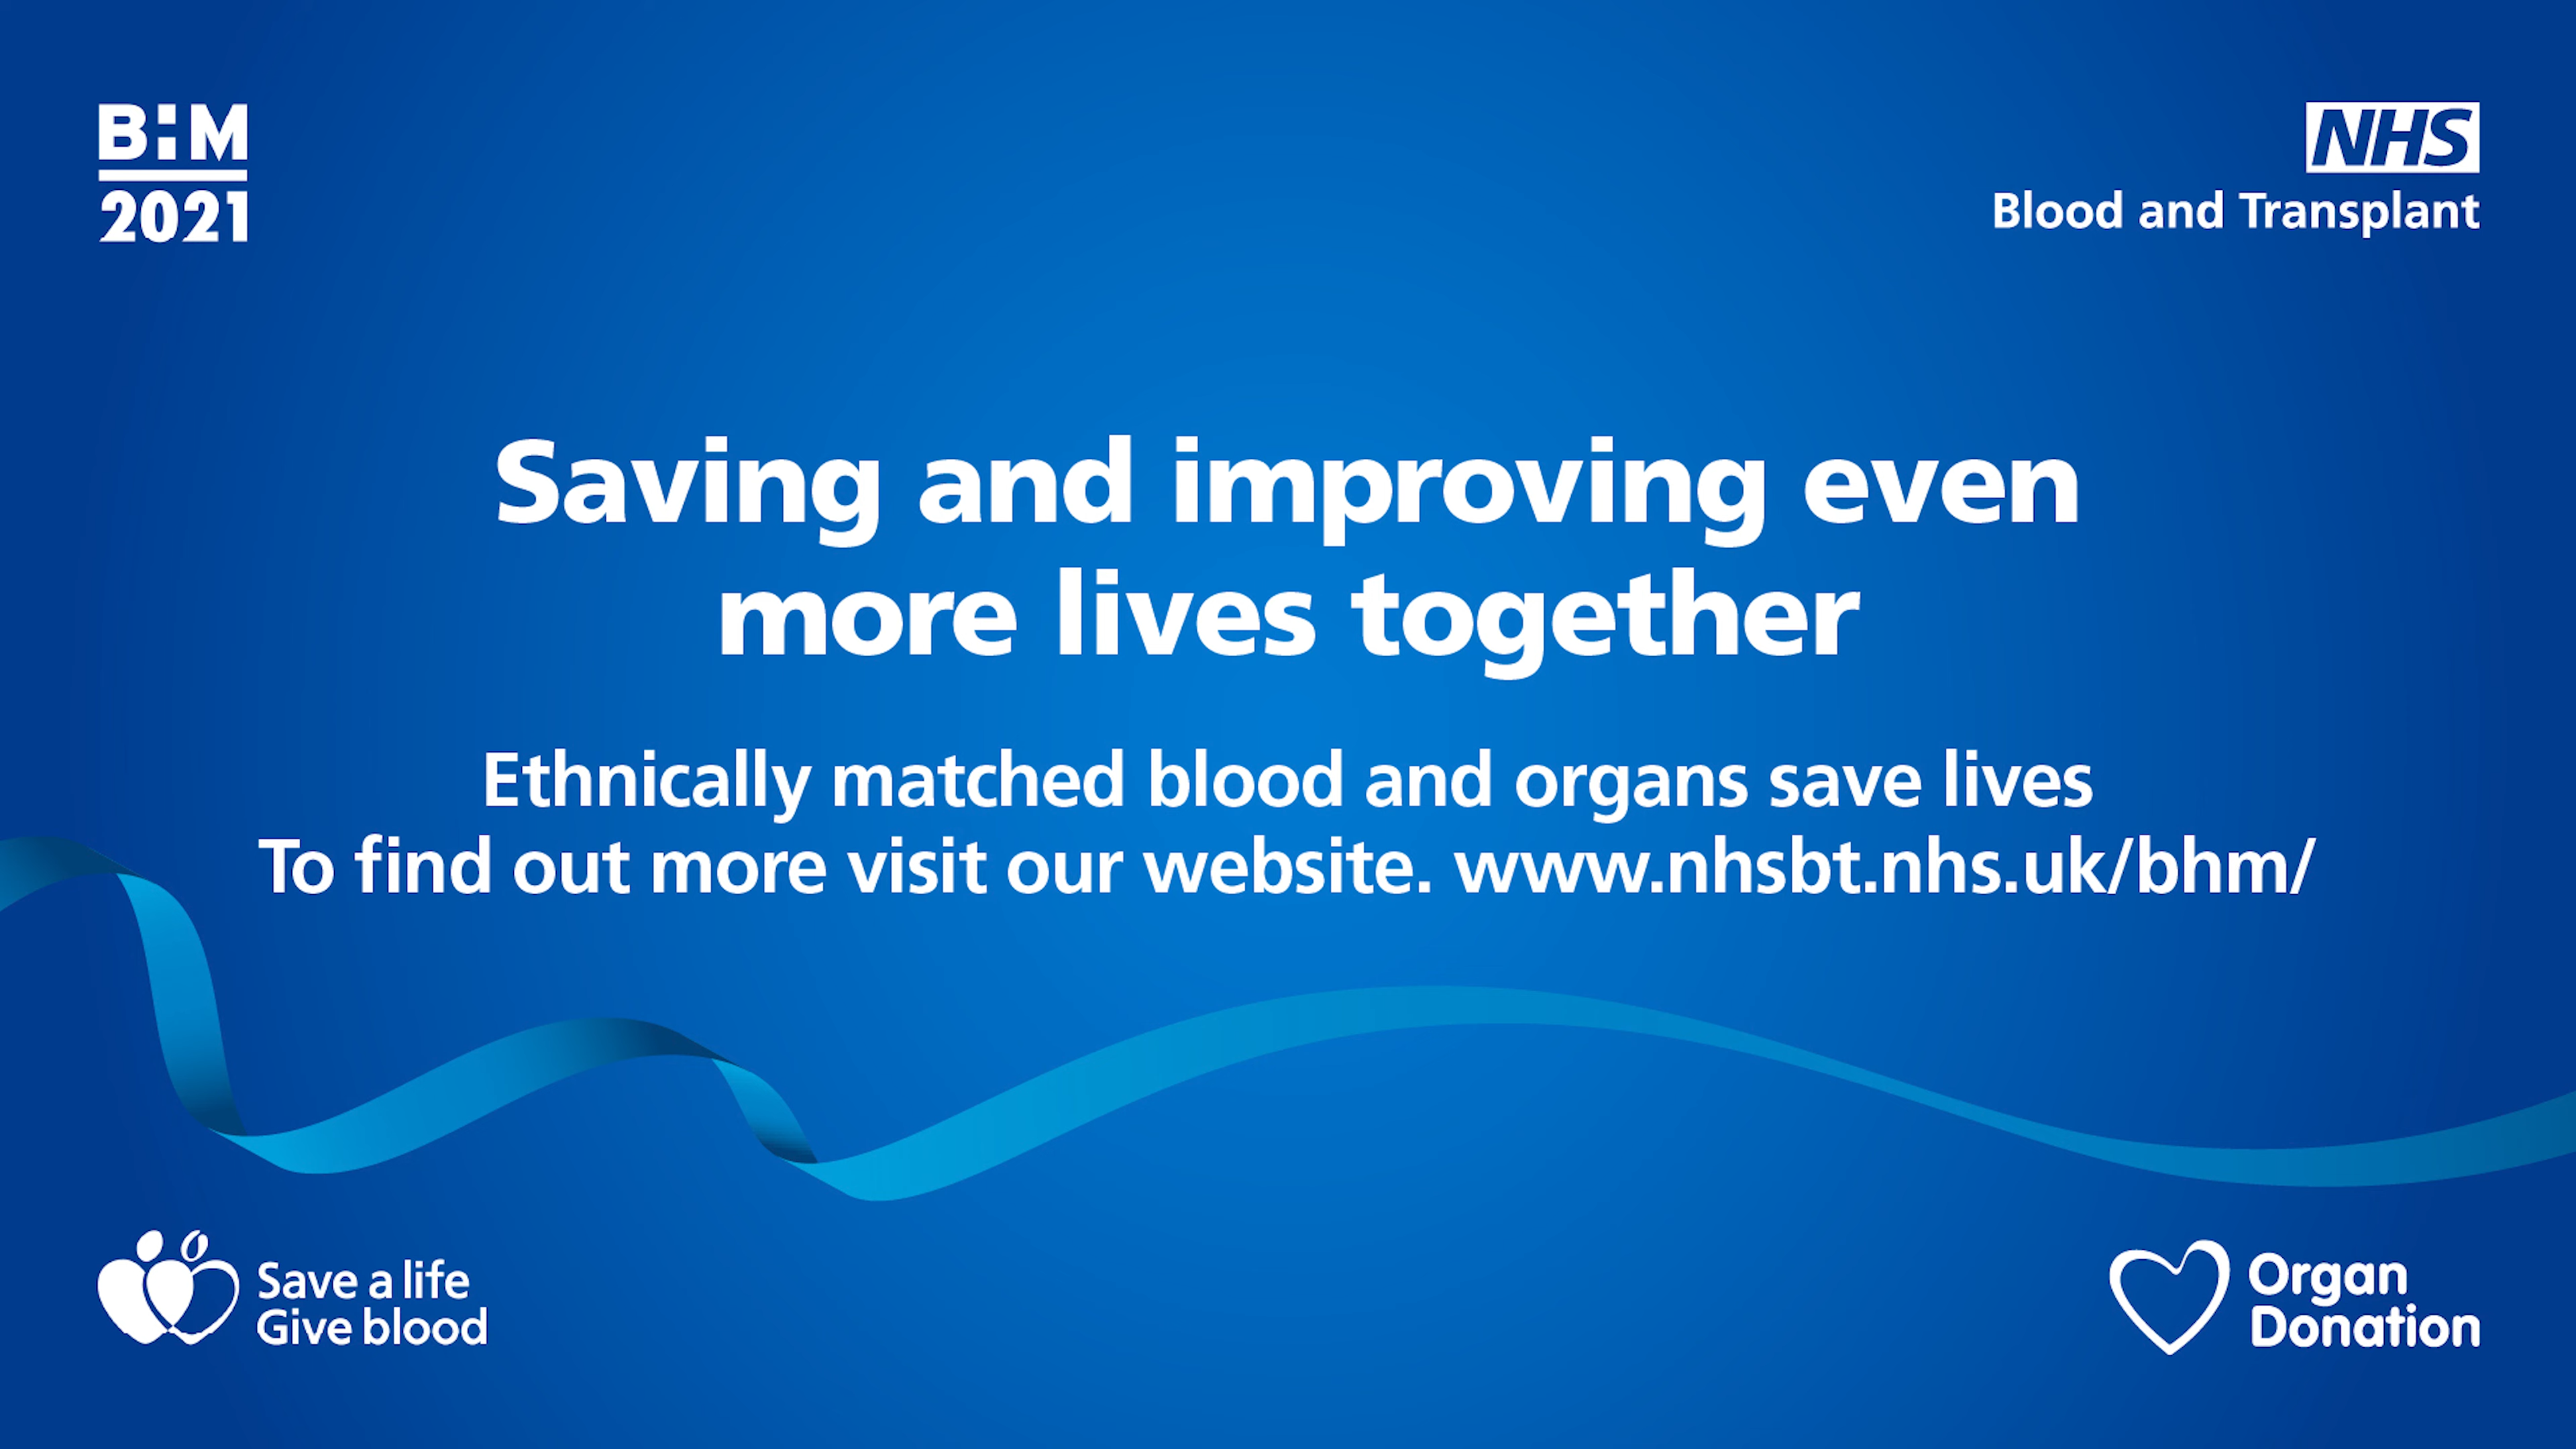 BHM
2021
NHS
Blood and Transplant
Saving and improving even
more lives together
Ethnically matched blood and organs save lives
To find out more visit our website. www.nhsbt.nhs.uk/bhm/
Save a life
Give blood
Organ
Donation